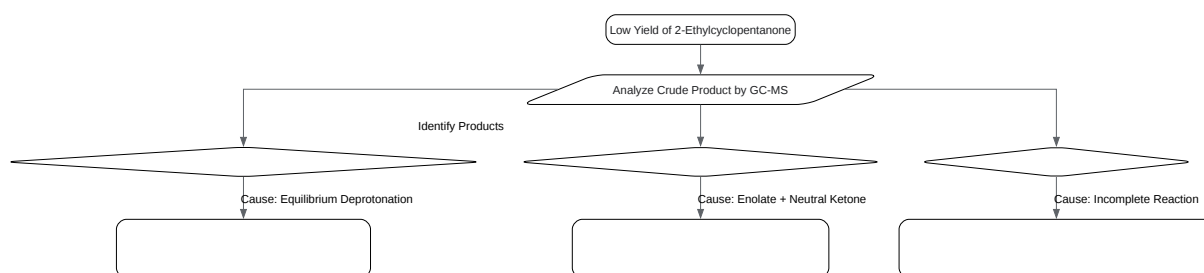 Low Yield of 2-Ethylcyclopentanone
Analyze Crude Product by GC-MS
Identify Products
Cause: Equilibrium Deprotonation
Cause: Enolate + Neutral Ketone
Cause: Incomplete Reaction